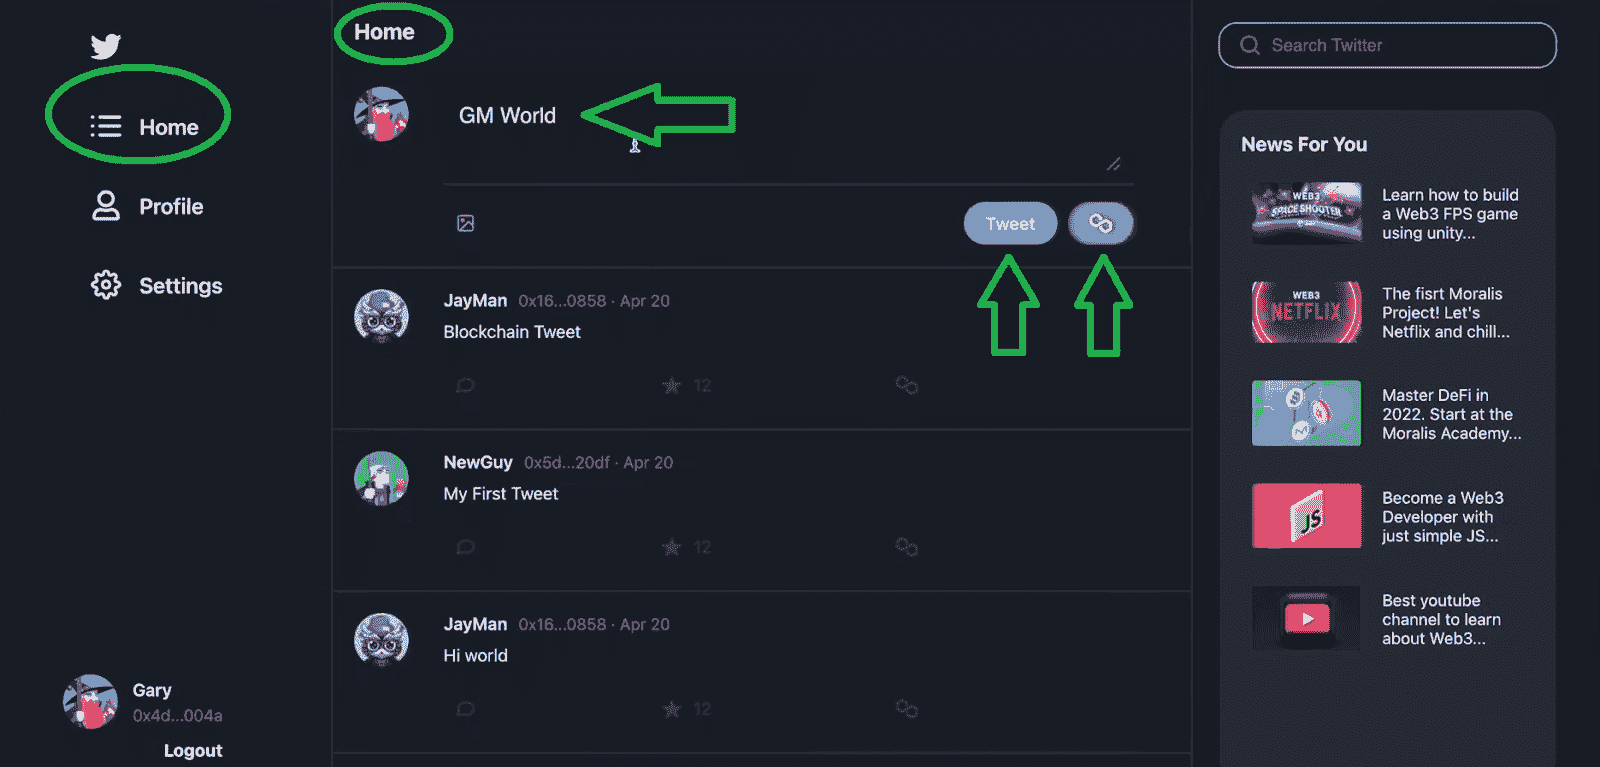 Home
Profile
Settings
Gary
0x4d...004a
Logout
Home
GM World
Tweet
JayMan 0x16...0858 · Apr 20
Blockchain Tweet
12
NewGuy 0x5d...20df · Apr 20
My First Tweet
12
JayMan 0x16...0858 · Apr 20
Hi world
12
Search Twitter
News For You
WEB3
SPACE SHOOTER
Learn how to build
a Web3 FPS game
using unity...
WEB3
NETFLIX
The fisrt Moralis
Project! Let's
Netflix and chill...
Master DeFi in
2022. Start at the
Moralis Academy...
JS
Become a Web3
Developer with
just simple JS...
Best youtube
channel to learn
about Web3...